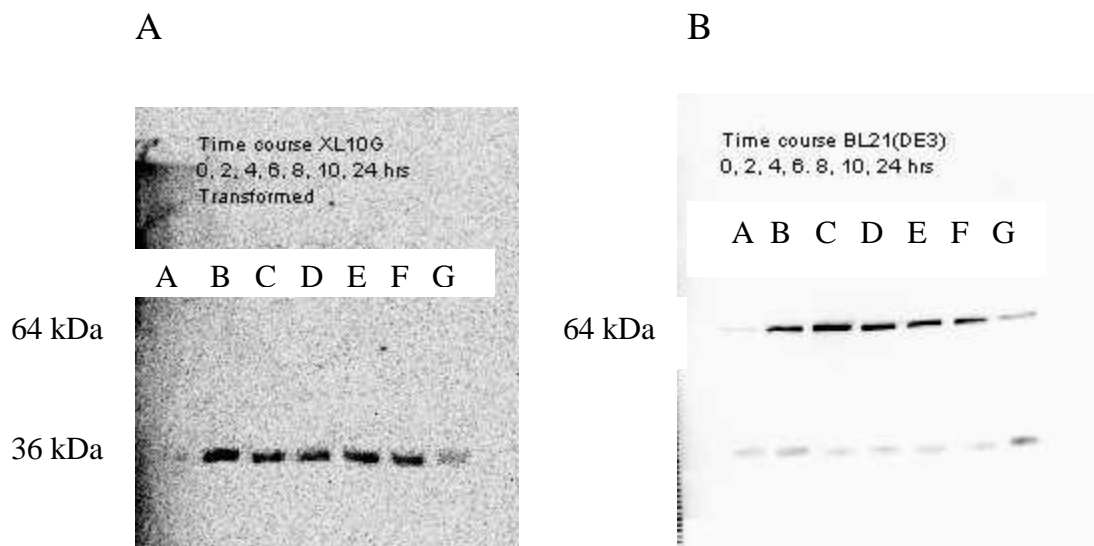 A
B
Time course XL10G
0, 2, 4, 6. 8, 10, 24 hrs
Transformed
A B C D E F G
64 kDa
36 kDa
Time course BL21(DE3)
0, 2, 4, 6. 8, 10, 24 hrs
A B C D E F G
64 kDa